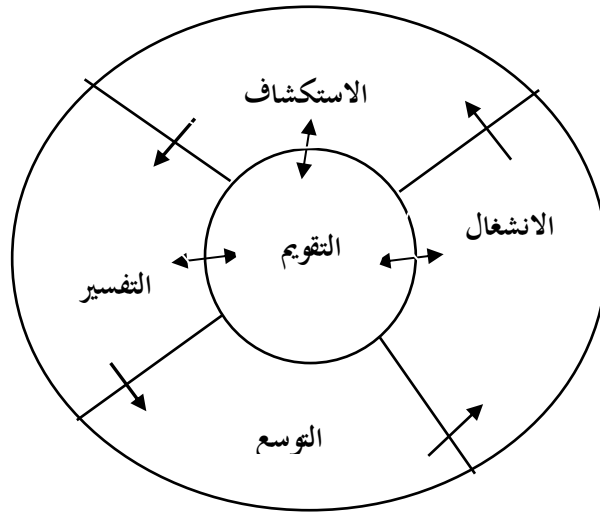 الاستكشاف
الانشغال
التقويم
التفسير
التوسع